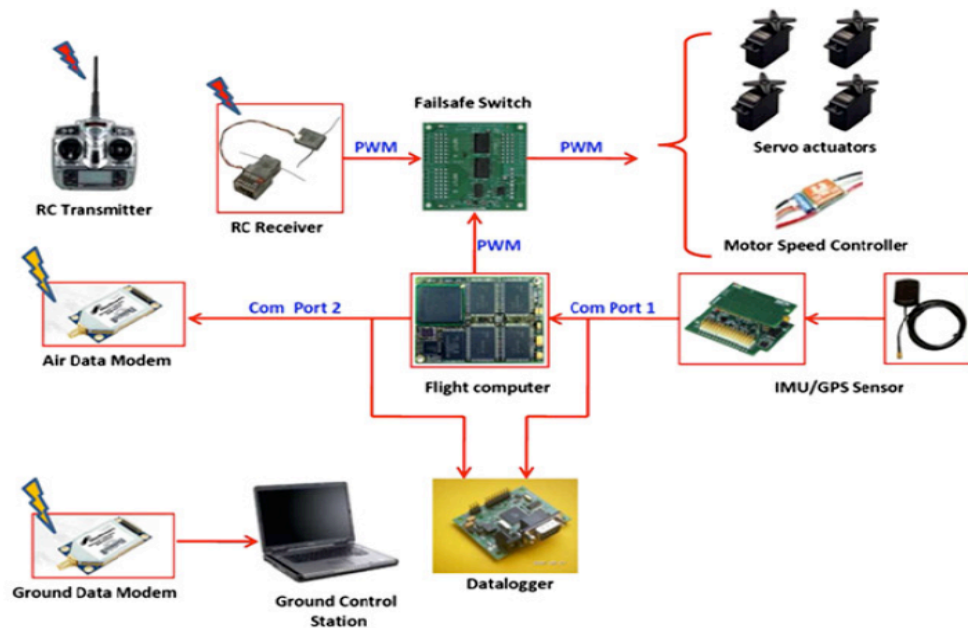 Failsafe Switch
PWM
PWM
Servo actuators
RC Transmitter
RC Receiver
PWM
Motor Speed Controller
Com Port 2
Com Port 1
Air Data Modem
Flight computer
IMU/GPS Sensor
Ground Data Modem
Ground Control
Station
Datalogger